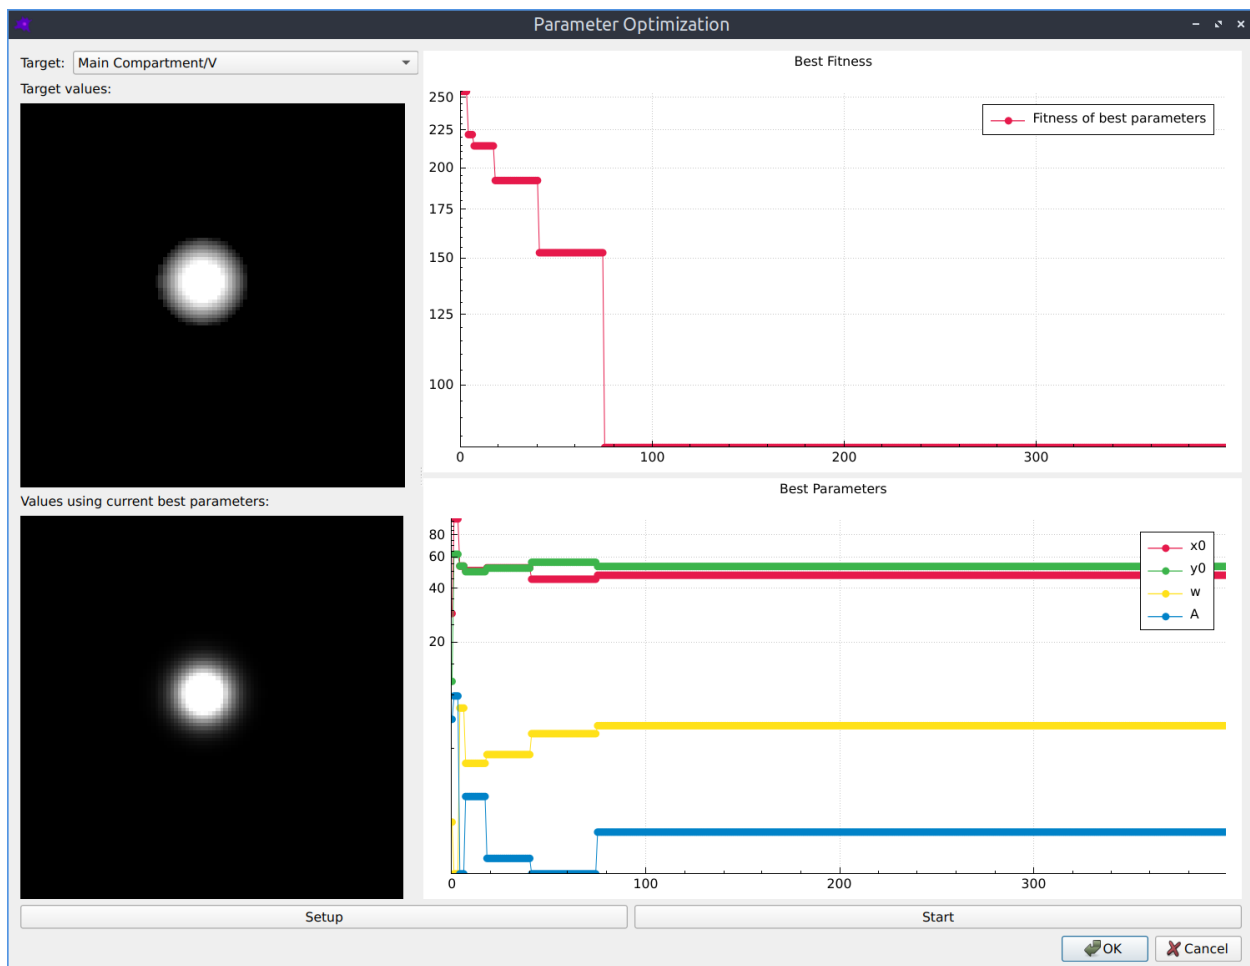 Parameter Optimization
Target: Main Compartment/V
Target values:
Values using current best parameters:
Best Fitness
Fitness of best parameters
250
225
200
175
150
125
100
0 100 200 300
Best Parameters
x0
y0
w
A
80
60
40
20
0 100 200 300
Setup Start
OK Cancel